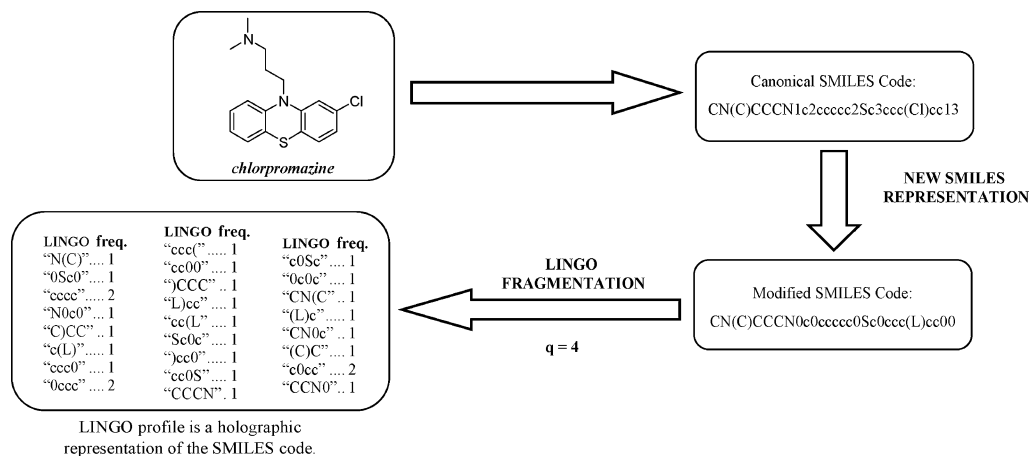 N
N
Cl
S
chlorpromazine
Canonical SMILES Code:
CN(C)CCCN1c2ccccc2Sc3ccc(Cl)cc13
NEW SMILES
REPRESENTATION
Modified SMILES Code:
CN(C)CCCN0c0ccccc0Sc0ccc(L)cc00
LINGO
FRAGMENTATION
q = 4
LINGO freq.
“N(C)”.... 1
“0Sc0”.... 1
“cccc”..... 2
“N0c0”.... 1
“C)CC”.. 1
“c(L)”..... 1
“ccc0”..... 1
“0ccc”.... 2
LINGO freq.
“ccc(”..... 1
“cc00”..... 1
“)CCC”.. 1
“L)cc”..... 1
“cc(L”..... 1
“Sc0c”..... 1
“)cc0”...... 1
“cc0S”..... 1
“CCCN”. 1
LINGO freq.
“c0Sc”.... 1
“0c0c”..... 1
“CN(C”.. 1
“(L)c”..... 1
“CN0c”.. 1
“(C)C”.... 1
“c0cc”.... 2
“CCN0”.. 1
LINGO profile is a holographic
representation of the SMILES code.